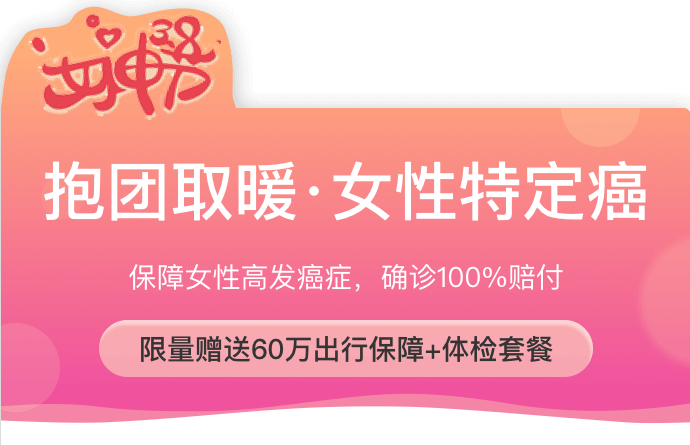 3.8
女神节
抱团取暖·女性特定癌
保障女性高发癌症，确诊100%赔付
限量赠送60万出行保障+体检套餐